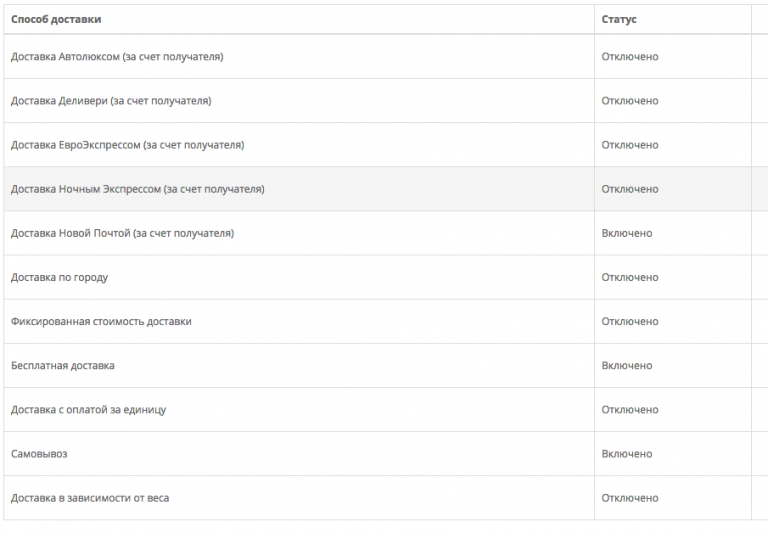 Способ доставки Статус
Доставка Автолюксом (за счет получателя) Отключено
Доставка Деливери (за счет получателя) Отключено
Доставка ЕвроЭкспрессом (за счет получателя) Отключено
Доставка Ночным Экспрессом (за счет получателя) Отключено
Доставка Новой Почтой (за счет получателя) Включено
Доставка по городу Отключено
Фиксированная стоимость доставки Отключено
Бесплатная доставка Включено
Доставка с оплатой за единицу Отключено
Самовывоз Включено
Доставка в зависимости от веса Отключено